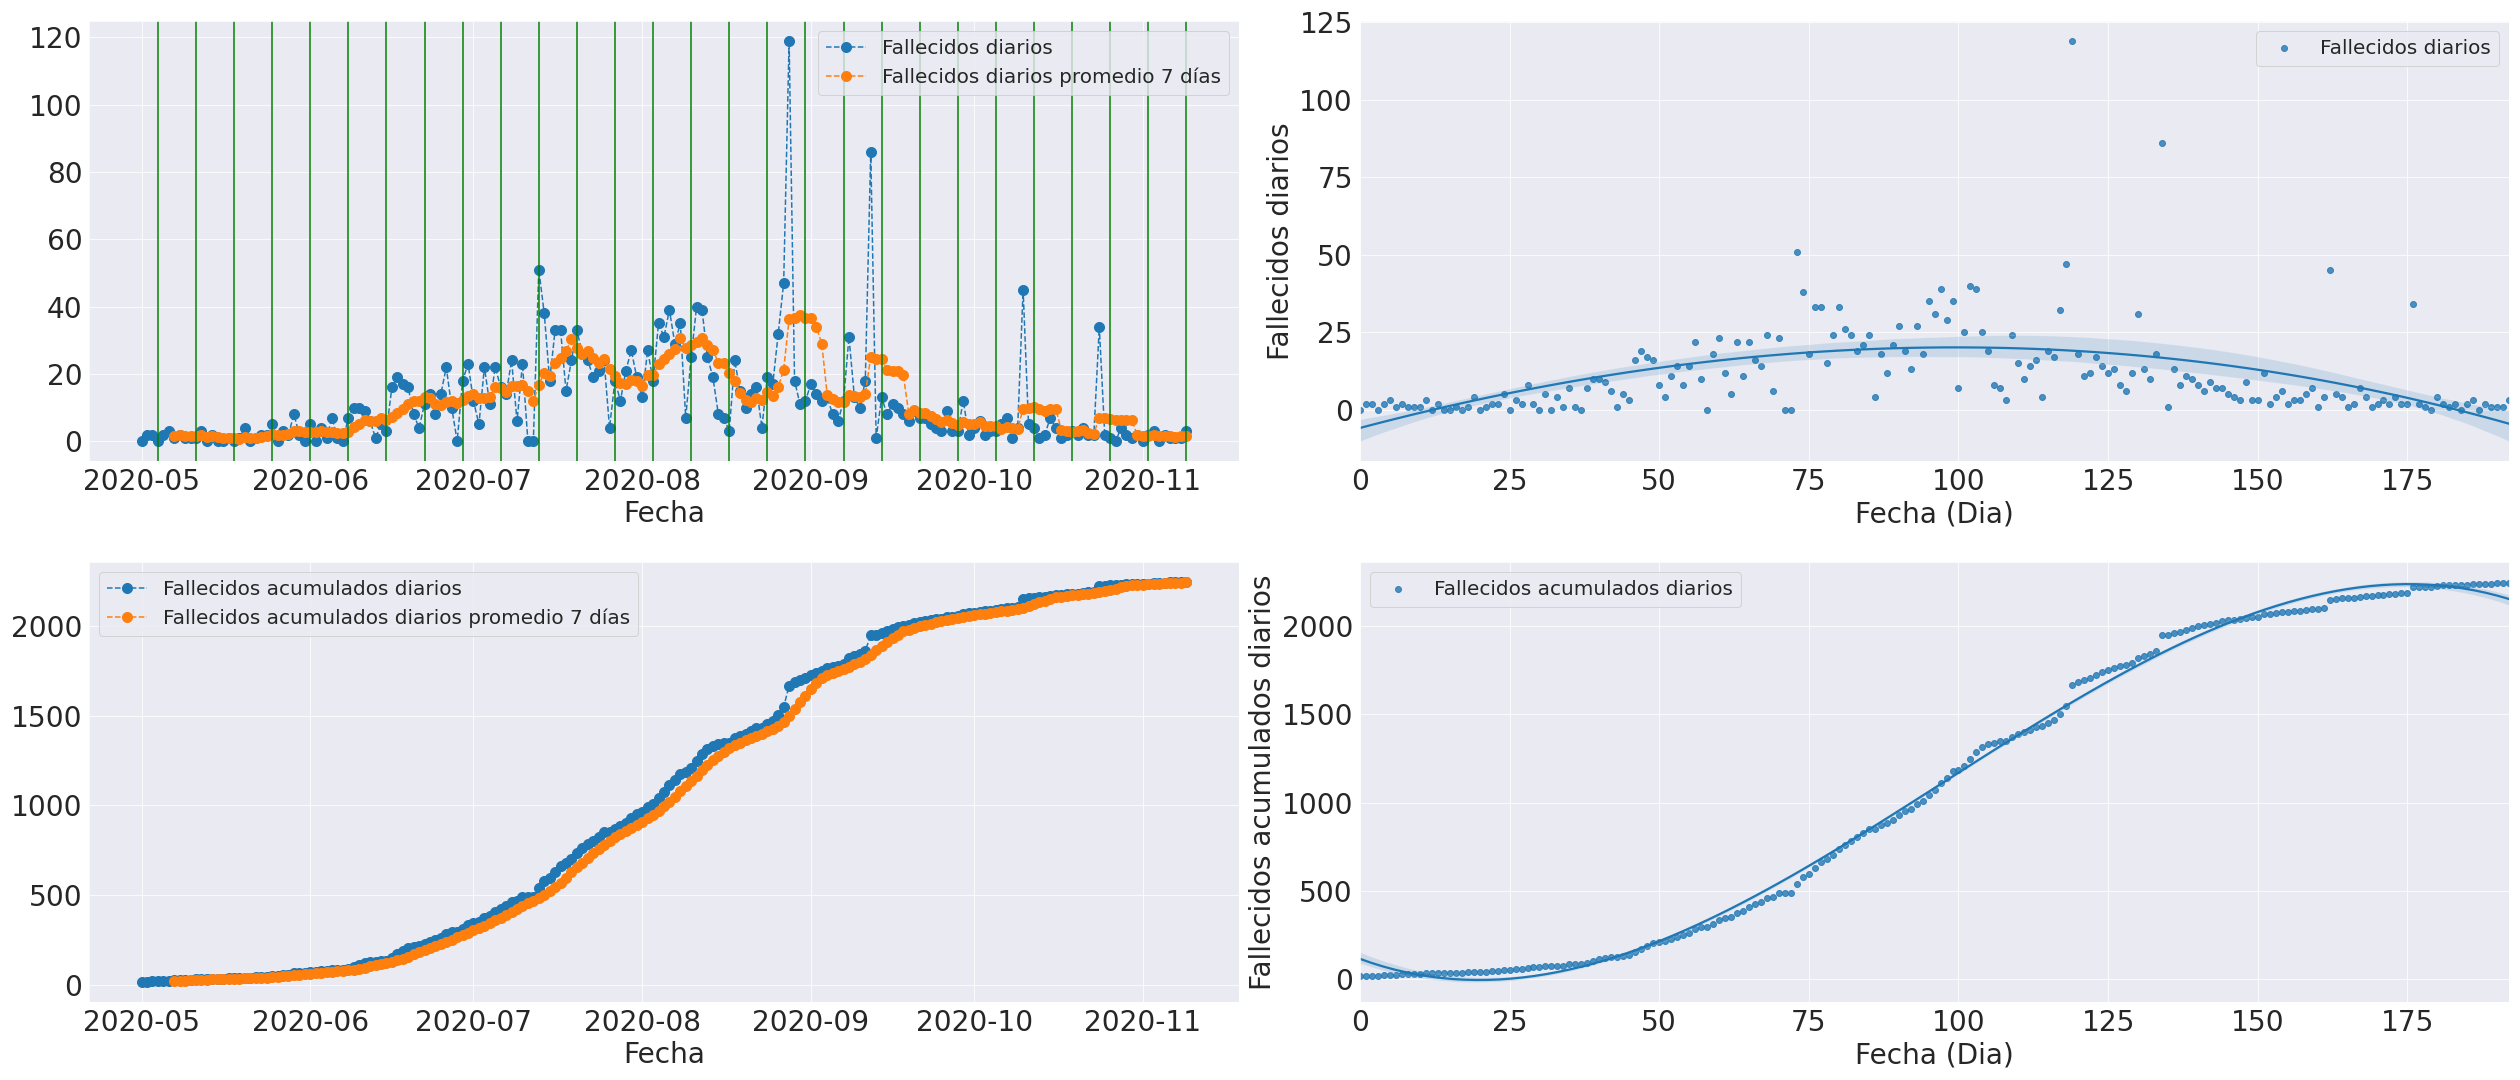 120
100
80
60
40
20
0
Fallecidos diarios
Fallecidos diarios promedio 7 días
2020-05 2020-06 2020-07 2020-08 2020-09 2020-10 2020-11
Fecha
Fallecidos diarios
125
100
75
50
25
0
Fallecidos diarios
0 25 50 75 100 125 150 175
Fecha (Dia)
2000
1500
1000
500
0
Fallecidos acumulados diarios
Fallecidos acumulados diarios promedio 7 días
2020-05 2020-06 2020-07 2020-08 2020-09 2020-10 2020-11
Fecha
Fallecidos acumulados diarios
2000
1500
1000
500
0
Fallecidos acumulados diarios
0 25 50 75 100 125 150 175
Fecha (Dia)